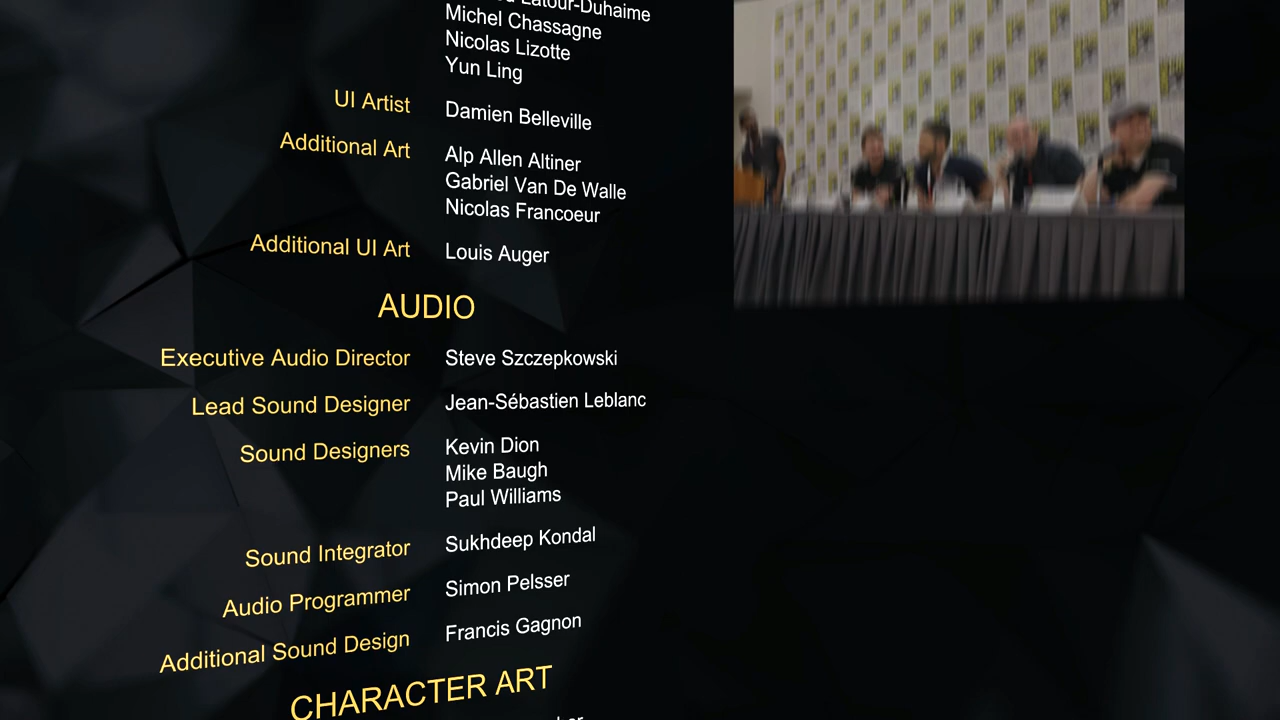 Latour-Duhaime
Michel Chassagne
Nicolas Lizotte
Yun Ling
UI Artist Damien Belleville
Additional Art Alp Allen Altiner
Gabriel Van De Walle
Nicolas Francoeur
Additional UI Art Louis Auger
AUDIO
Executive Audio Director Steve Szczepkowski
Lead Sound Designer Jean-Sébastien Leblanc
Sound Designers Kevin Dion
Mike Baugh
Paul Williams
Sound Integrator Sukhdeep Kondal
Audio Programmer Simon Pelsser
Additional Sound Design Francis Gagnon
CHARACTER ART